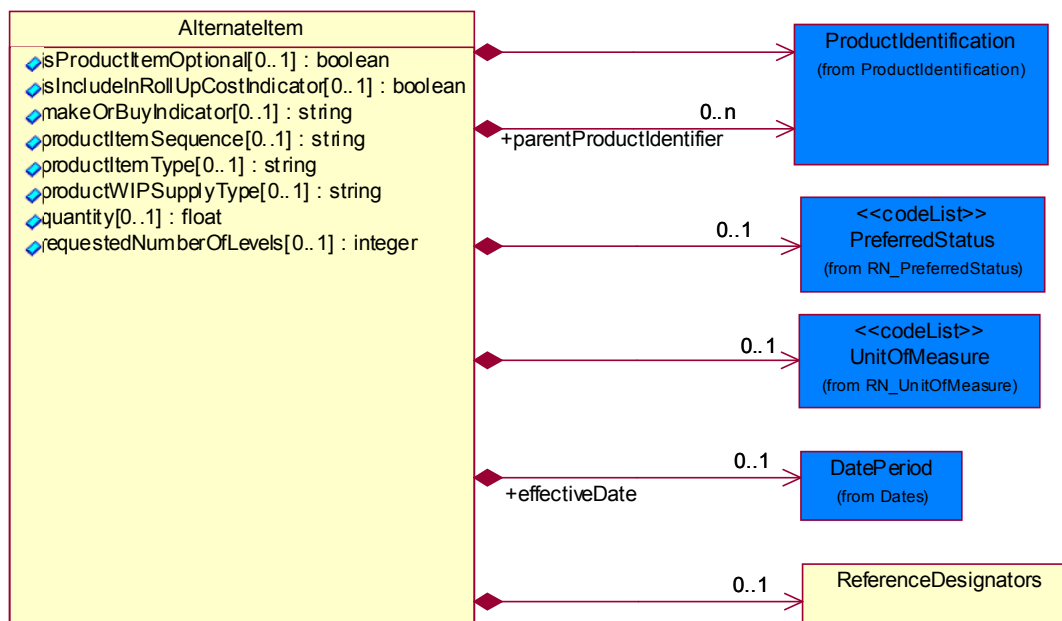 AlternateItem
isProductItemOptional[0..1] : boolean
isIncludeInRollUpCostIndicator[0..1] : boolean
makeOrBuyIndicator[0..1] : string
productItemSequence[0..1] : string
productItemType[0..1] : string
productWIPSupplyType[0..1] : string
quantity[0..1] : float
requestedNumberOfLevels[0..1] : integer
ProductIdentification
(from ProductIdentification)
0..n
+parentProductIdentifier
<<codeList>>
PreferredStatus
(from RN_PreferredStatus)
0..1
<<codeList>>
UnitOfMeasure
(from RN_UnitOfMeasure)
0..1
DatePeriod
(from Dates)
0..1
+effectiveDate
ReferenceDesignators
0..1